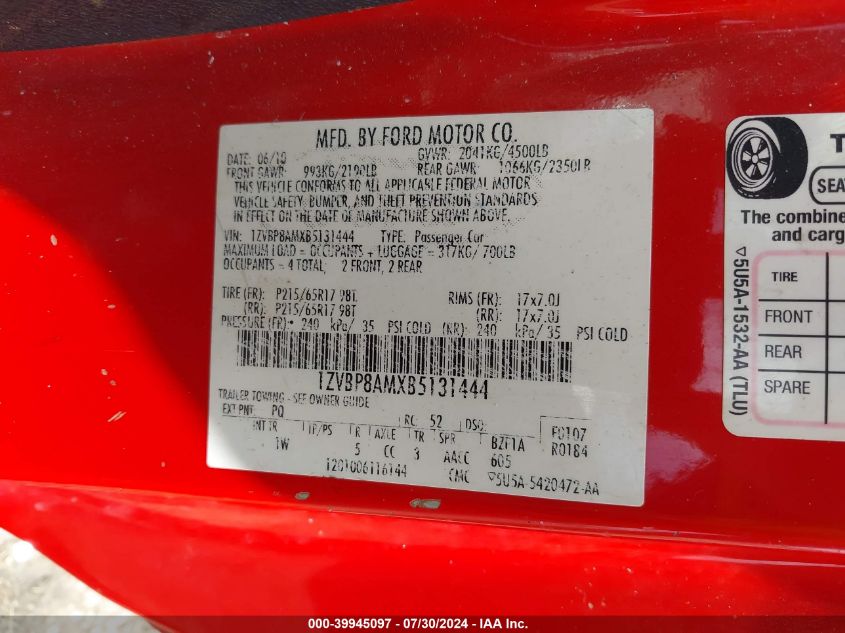 MFD. BY FORD MOTOR CO.
DATE: 06/10 GVWR: 2041KG/4500LB
FRONT GAWR: 993KG/2190LB REAR GAWR: 1066KG/2350LB
THIS VEHICLE CONFORMS TO ALL APPLICABLE FEDERAL MOTOR
VEHICLE SAFETY, BUMPER, AND THEFT PREVENTION STANDARDS
IN EFFECT ON THE DATE OF MANUFACTURE SHOWN ABOVE.
VIN: 1ZVBP8AMXB5131444 TYPE: Passenger Car
MAXIMUM LOAD = OCCUPANTS + LUGGAGE = 317KG/ 700LB
OCCUPANTS = 4 TOTAL; 2 FRONT, 2 REAR
TIRE (FR): P215/65R17 98T RIMS (FR): 17x7.0J
(RR): P215/65R17 98T (RR): 17x7.0J
PRESSURE (FR): 240 kPa/ 35 PSI COLD (RR): 240 kPa/ 35 PSI COLD
1ZVBP8AMXB5131444
TRAILER TOWING - SEE OWNER GUIDE
EXT PNT: PQ RC: 52 DSO: F0107
INT TR TP/PS R AXLE TR SPR BZF1A R0184
1W 5 CC 3 AACC 605
1201006116144 CMC ▽5U5A-5420472-AA
▽5U5A-1532-AA (TLU)
SEA
The combine
and carg
TIRE
FRONT
REAR
SPARE
000-39945097 - 07/30/2024 - IAA Inc.